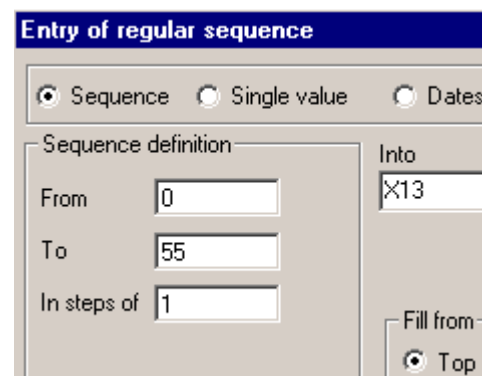 Entry of regular sequence
Sequence Single value Dates
Sequence definition
From 0
To 55
In steps of 1
Into
X13
Fill from
Top